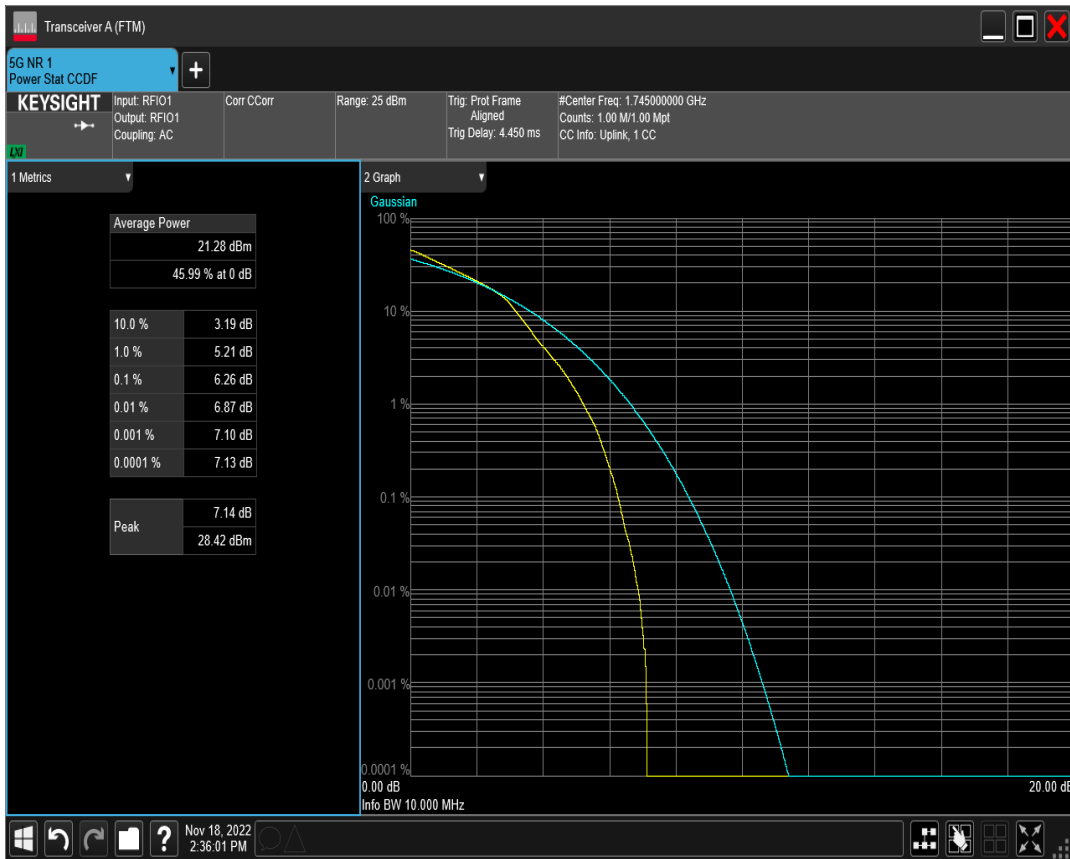 Transceiver A (FTM)
5G NR 1
Power Stat CCDF
+
KEYSIGHT
LXI
Input: RFIO1
Output: RFIO1
Coupling: AC
Corr CCorr
Range: 25 dBm
Trig: Prot Frame
Aligned
Trig Delay: 4.450 ms
#Center Freq: 1.745000000 GHz
Counts: 1.00 M/1.00 Mpt
CC Info: Uplink, 1 CC
1 Metrics
Average Power
21.28 dBm
45.99 % at 0 dB
10.0 % 3.19 dB
1.0 % 5.21 dB
0.1 % 6.26 dB
0.01 % 6.87 dB
0.001 % 7.10 dB
0.0001 % 7.13 dB
Peak
7.14 dB
28.42 dBm
2 Graph
Gaussian
100 %
10 %
1 %
0.1 %
0.01 %
0.001 %
0.0001 %
0.00 dB 20.00 dB
Info BW 10.000 MHz
?
Nov 18, 2022
2:36:01 PM